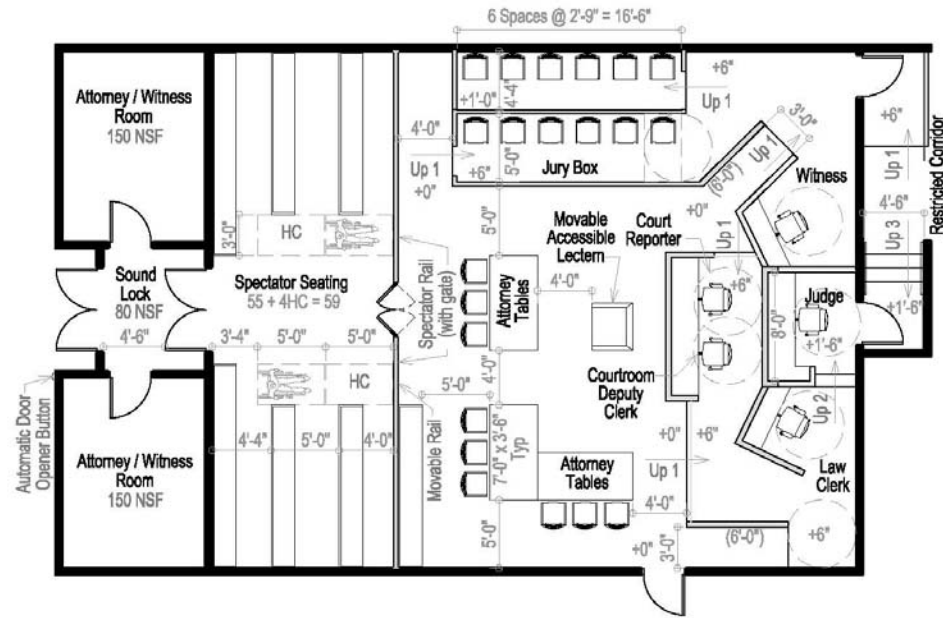 6 Spaces @ 2'-9" = 16'-6"
Attorney / Witness
Room
150 NSF
Sound
Lock
80 NSF
4'-6"
Attorney / Witness
Room
150 NSF
Automatic Door
Opener Button
3'-0"
HC
Spectator Seating
55 + 4HC = 59
3'-4"
5'-0"
5'-0"
HC
4'-4"
5'-0"
4'-0"
Spectator Rail
(with gate)
Movable Rail
4'-0"
Up 1
+0"
+1'-0"
4'-4"
+6"
5'-0"
Jury Box
+6"
Up 1
3'-0"
Up 1
(6'-0")
+0"
Up 1
5'-0"
Attorney
Tables
4'-0"
Movable
Accessible
Lectern
Court
Reporter
+6"
Witness
4'-0"
5'-0"
Courtroom
Deputy
Clerk
8'-0"
Judge
+1'-6"
7'-0" x 3'-6"
Typ
Attorney
Tables
+0"
+6"
Up 1
4'-0"
Up 2
Law
Clerk
5'-0"
+0"
3'-0"
(6'-0")
+6"
+6"
Up 1
4'-6"
Up 3
+1'-6"
Restricted Corridor